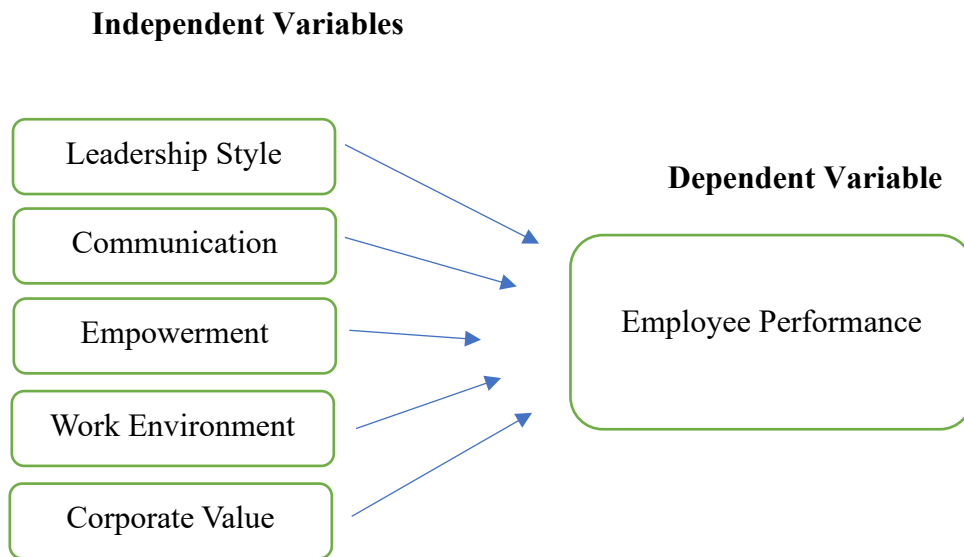 Independent Variables
Leadership Style
Communication
Empowerment
Work Environment
Corporate Value
Dependent Variable
Employee Performance